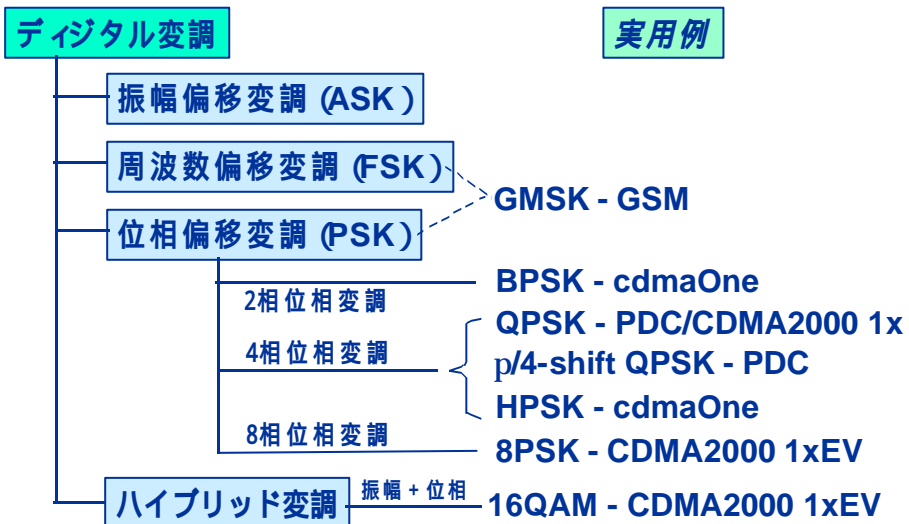 ディジタル変調
実用例
振幅偏移変調 (ASK)
周波数偏移変調 (FSK)
GMSK - GSM
位相偏移変調 (PSK)
BPSK - cdmaOne
2相位相変調
QPSK - PDC/CDMA2000 1x
4相位相変調
p/4-shift QPSK - PDC
HPSK - cdmaOne
8相位相変調
8PSK - CDMA2000 1xEV
ハイブリッド変調
振幅+位相
16QAM - CDMA2000 1xEV